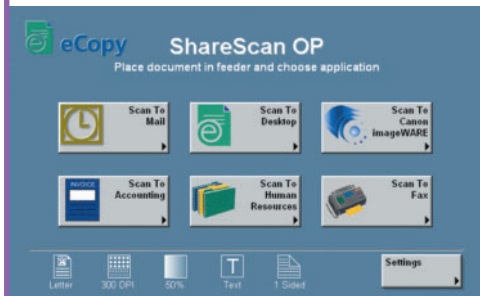 eCopy
ShareScan OP
Place document in feeder and choose application
Scan To
Mail
Scan To
Desktop
Scan To
Canon
imageWARE
INVOICE
Scan To
Accounting
Scan To
Human
Resources
Scan To
Fax
Letter
300 DPI
50%
T
Text
1 Sided
Settings